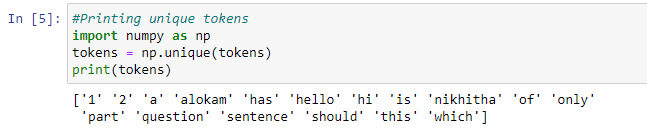 In [5]: #Printing unique tokens
import numpy as np
tokens = np.unique(tokens)
print(tokens)
['1' '2' 'a' 'alokam' 'has' 'hello' 'hi' 'is' 'nikhitha' 'of' 'only'
'part' 'question' 'sentence' 'should' 'this' 'which']